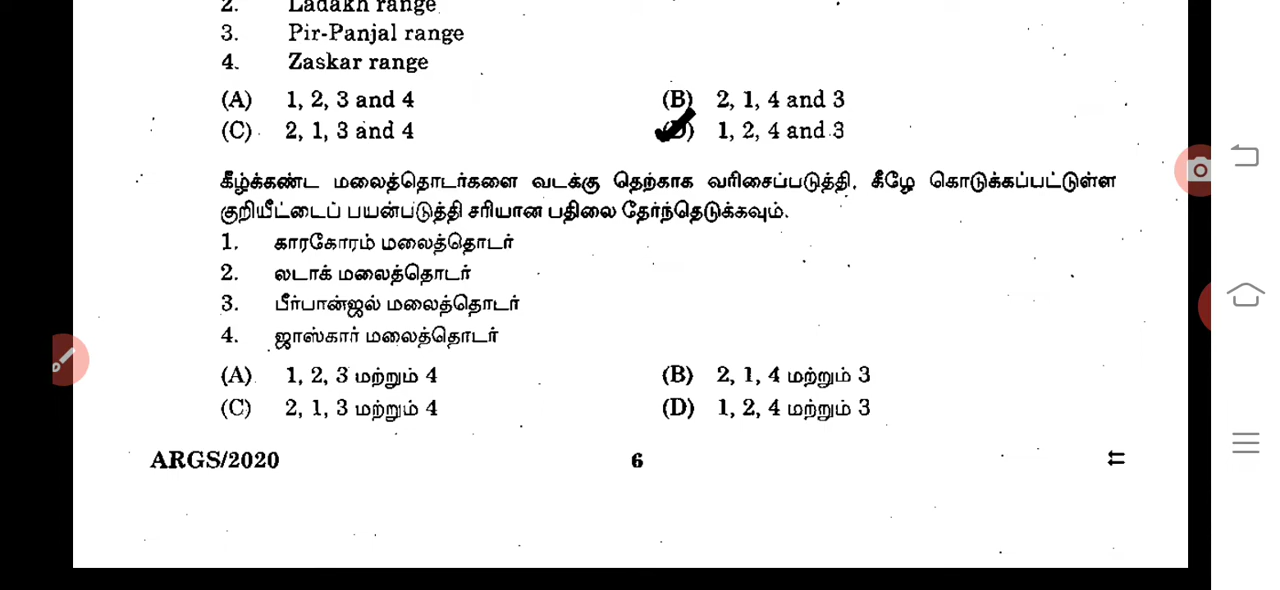 2. Ladakh range
3. Pir-Panjal range
4. Zaskar range
(A) 1, 2, 3 and 4 (B) 2, 1, 4 and 3
(C) 2, 1, 3 and 4 (D) 1, 2, 4 and 3
கீழ்க்கண்ட மலைத்தொடர்களை வடக்கு தெற்காக வரிசைப்படுத்தி, கீழே கொடுக்கப்பட்டுள்ள
குறியீட்டைப் பயன்படுத்தி சரியான பதிலை தேர்ந்தெடுக்கவும்.
1. காரகோரம் மலைத்தொடர்
2. லடாக் மலைத்தொடர்
3. பீர்பான்ஜல் மலைத்தொடர்
4. ஜாஸ்கார் மலைத்தொடர்
(A) 1, 2, 3 மற்றும் 4 (B) 2, 1, 4 மற்றும் 3
(C) 2, 1, 3 மற்றும் 4 (D) 1, 2, 4 மற்றும் 3
ARGS/2020 6